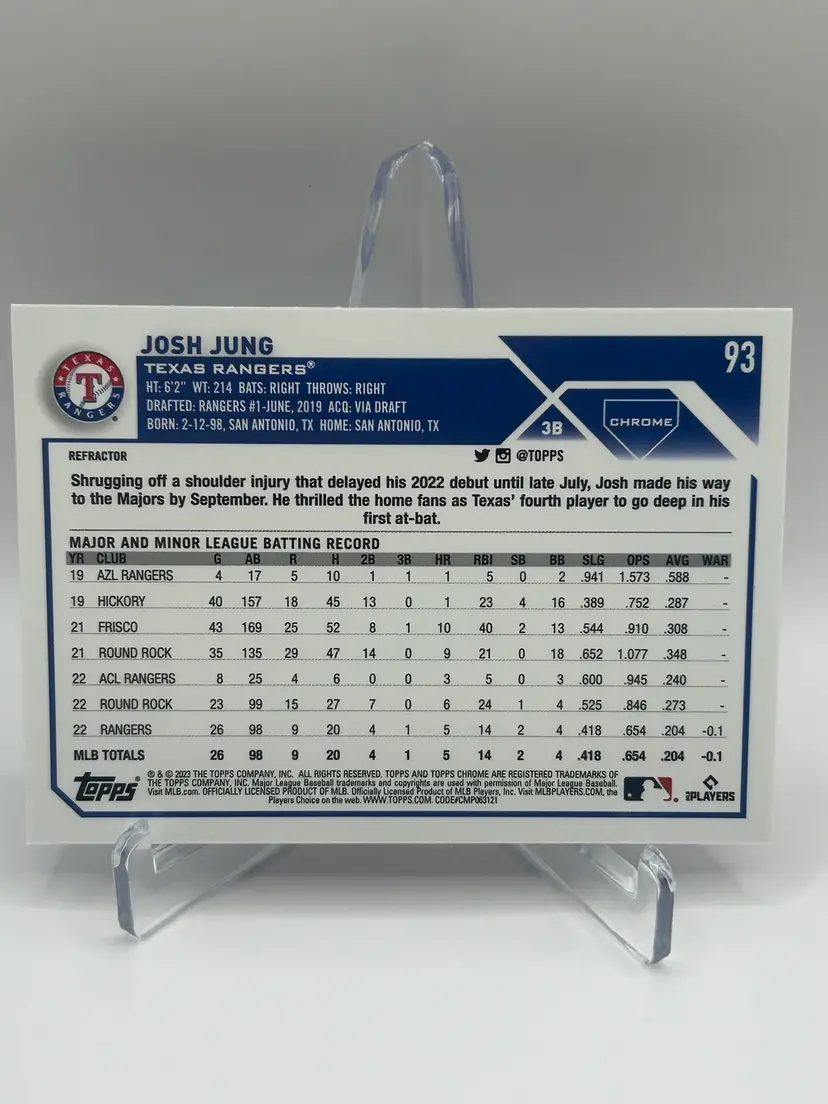 JOSH JUNG
93
TEXAS RANGERS®
TEXAS RANGERS T
HT: 6'2" WT: 214 BATS: RIGHT THROWS: RIGHT
DRAFTED: RANGERS #1-JUNE, 2019 ACQ: VIA DRAFT
BORN: 2-12-98, SAN ANTONIO, TX HOME: SAN ANTONIO, TX
3B
CHROME
REFRACTOR
@TOPPS
Shrugging off a shoulder injury that delayed his 2022 debut until late July, Josh made his way
to the Majors by September. He thrilled the home fans as Texas' fourth player to go deep in his
first at-bat.
MAJOR AND MINOR LEAGUE BATTING RECORD
YR CLUB G AB R H 2B 3B HR RBI SB BB SLG OPS AVG WAR
19 AZL RANGERS 4 17 5 10 1 1 1 5 0 2 .941 1.573 .588 -
19 HICKORY 40 157 18 45 13 0 1 23 4 16 .389 .752 .287 -
21 FRISCO 43 169 25 52 8 1 10 40 2 13 .544 .910 .308 -
21 ROUND ROCK 35 135 29 47 14 0 9 21 0 18 .652 1.077 .348 -
22 ACL RANGERS 8 25 4 6 0 0 3 5 0 3 .600 .945 .240 -
22 ROUND ROCK 23 99 15 27 7 0 6 24 1 4 .525 .846 .273 -
22 RANGERS 26 98 9 20 4 1 5 14 2 4 .418 .654 .204 -0.1
MLB TOTALS 26 98 9 20 4 1 5 14 2 4 .418 .654 .204 -0.1
Topps®
® & © 2023 THE TOPPS COMPANY, INC. ALL RIGHTS RESERVED. TOPPS AND TOPPS CHROME ARE REGISTERED TRADEMARKS OF
THE TOPPS COMPANY, INC. Major League Baseball trademarks and copyrights are used with permission of Major League Baseball.
Visit MLB.com. OFFICIALLY LICENSED PRODUCT OF MLB. Officially Licensed Product of MLB Players, Inc. Visit MLBPLAYERS.COM, the
Players Choice on the web. WWW.TOPPS.COM. CODE#CMP063121
MLB PLAYERS